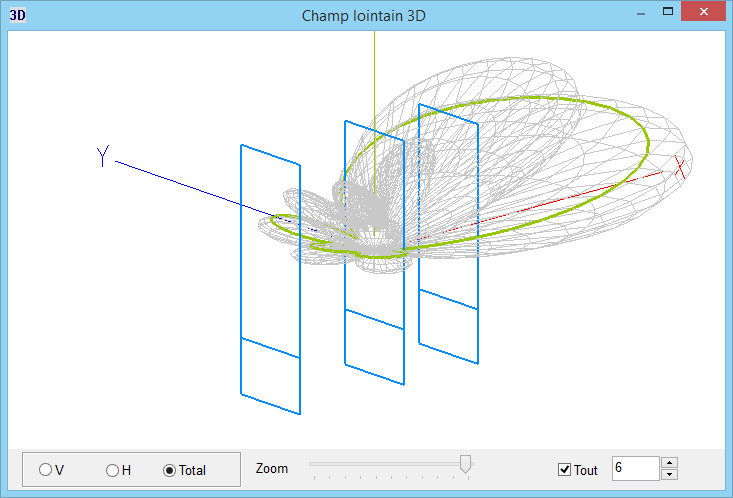 3D Champ lointain 3D
Y
X
V H Total Zoom Tout 6